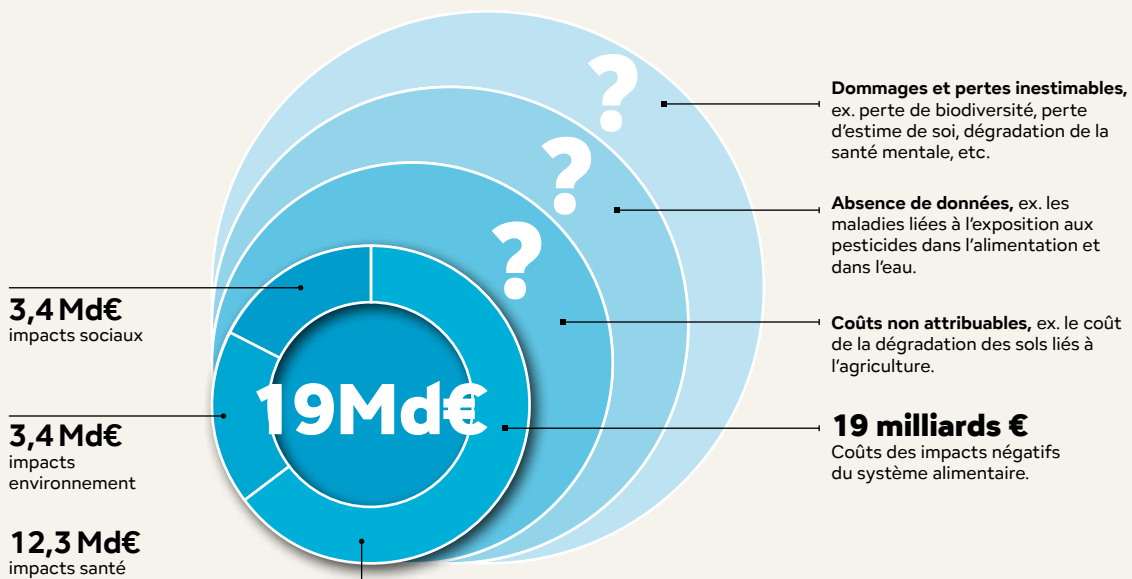 ?
?
?
Dommages et pertes inestimables,
ex. perte de biodiversité, perte
d'estime de soi, dégradation de la
santé mentale, etc.
Absence de données, ex. les
maladies liées à l'exposition aux
pesticides dans l'alimentation et
dans l'eau.
Coûts non attribuables, ex. le coût
de la dégradation des sols liés à
l'agriculture.
19 milliards €
Coûts des impacts négatifs
du système alimentaire.
19Md€
3,4 Md€
impacts sociaux
3,4 Md€
impacts
environnement
12,3 Md€
impacts santé